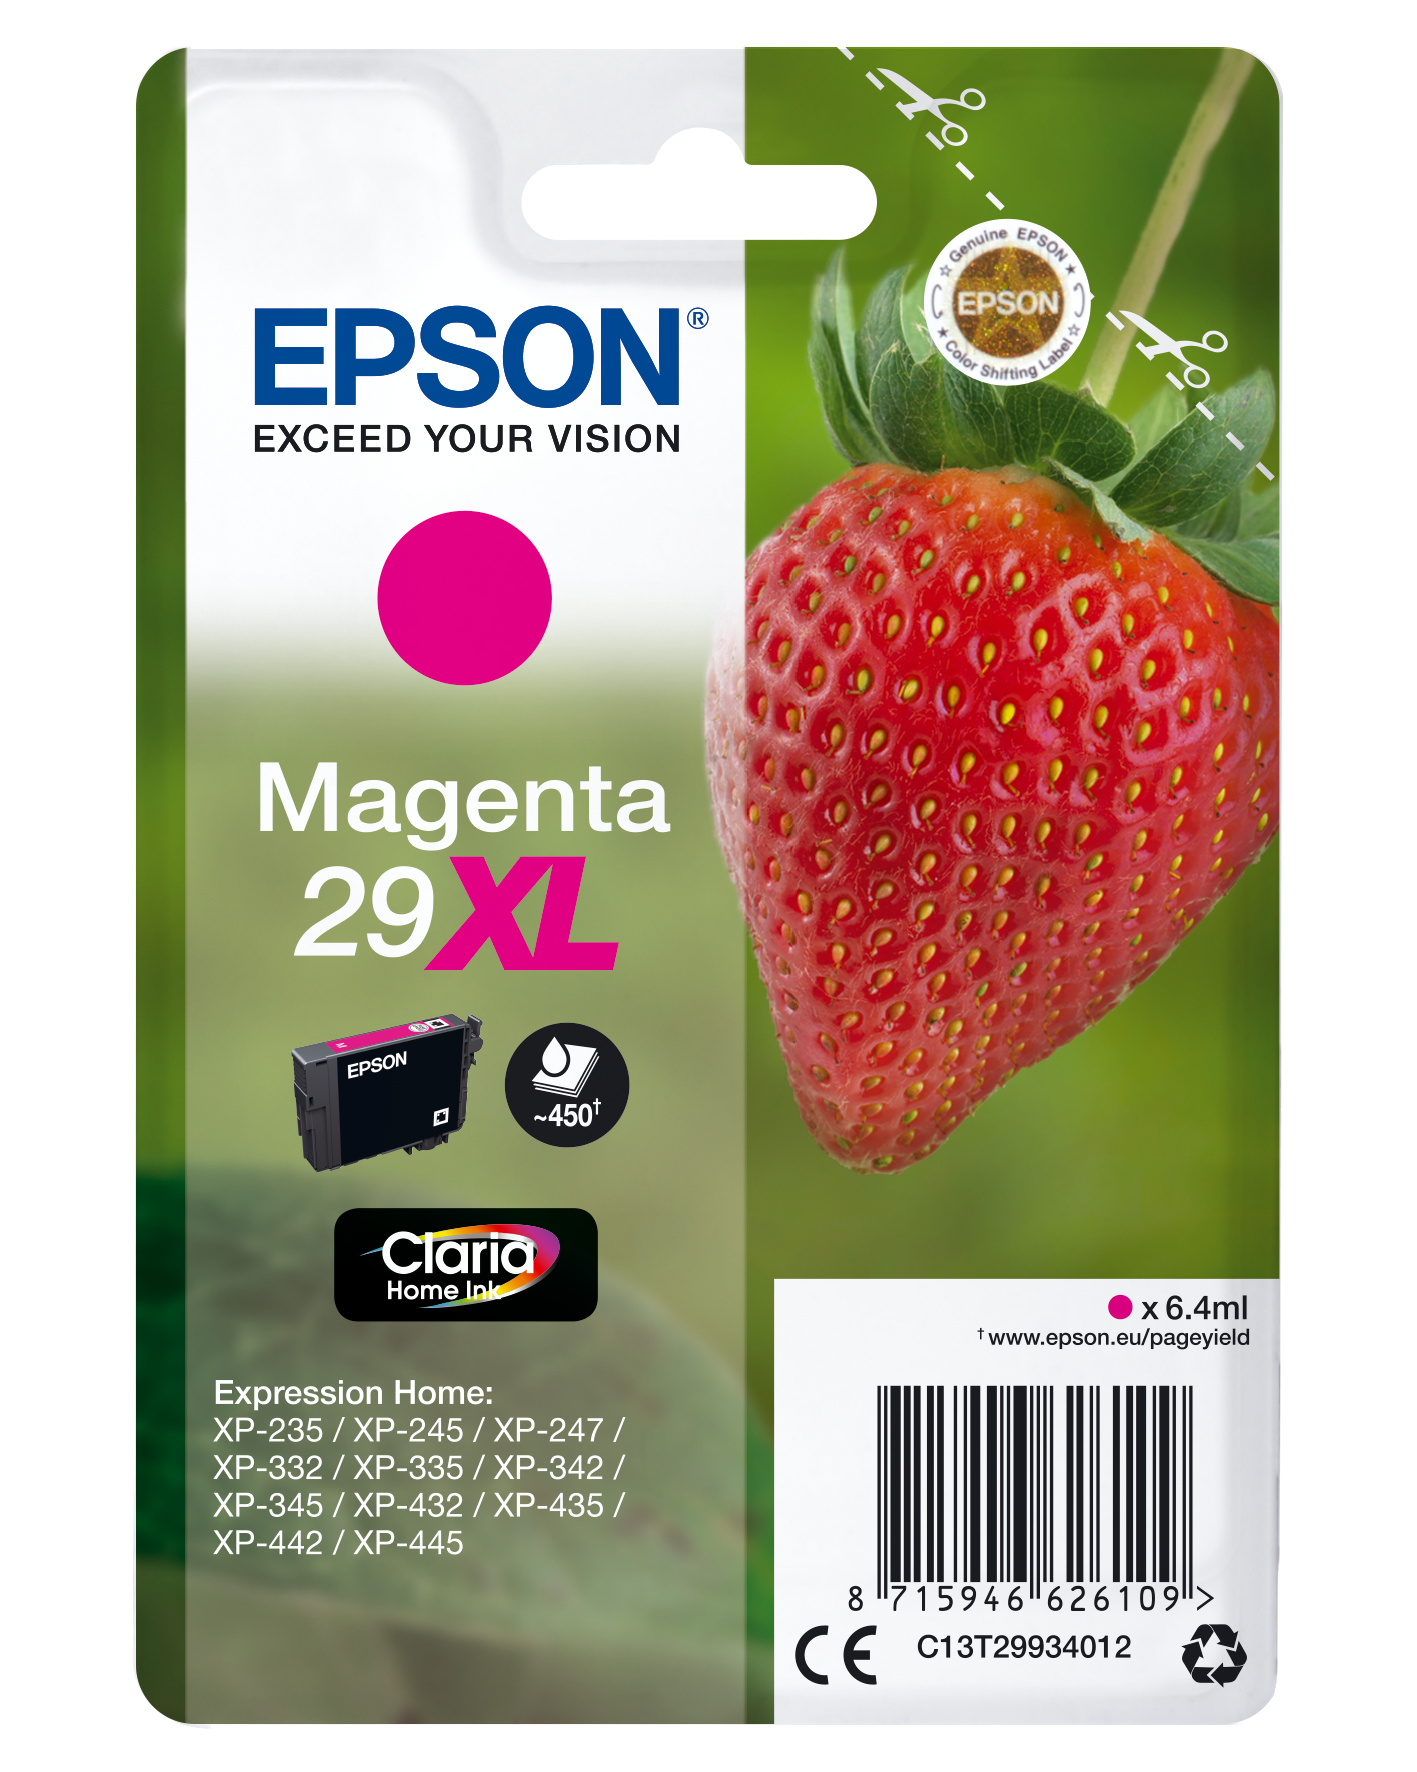 Genuine EPSON
EPSON
Color Shifting Label
EPSON®
EXCEED YOUR VISION
Magenta
29XL
EPSON
~450†
Claria
Home Ink
x 6.4ml
†www.epson.eu/pageyield
Expression Home:
XP-235 / XP-245 / XP-247 /
XP-332 / XP-335 / XP-342 /
XP-345 / XP-432 / XP-435 /
XP-442 / XP-445
8 715946 626109 >
CE C13T29934012